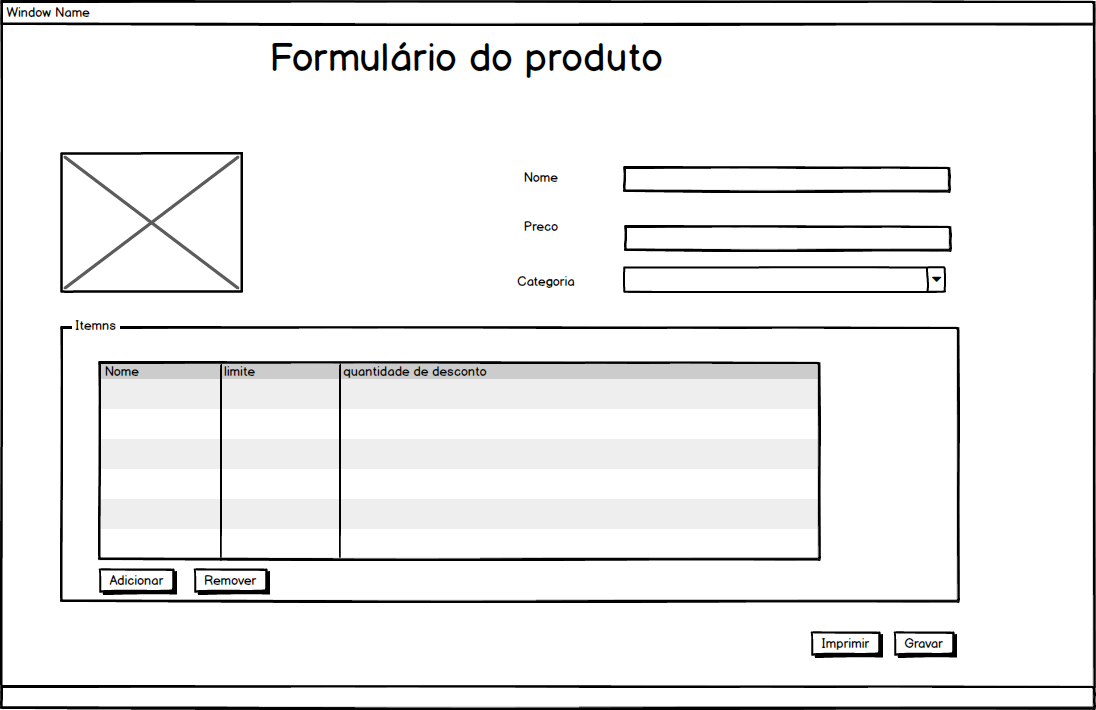 Window Name
Formulário do produto
Nome
Preco
Categoria
Itemns
Nome limite quantidade de desconto
Adicionar Remover
Imprimir Gravar